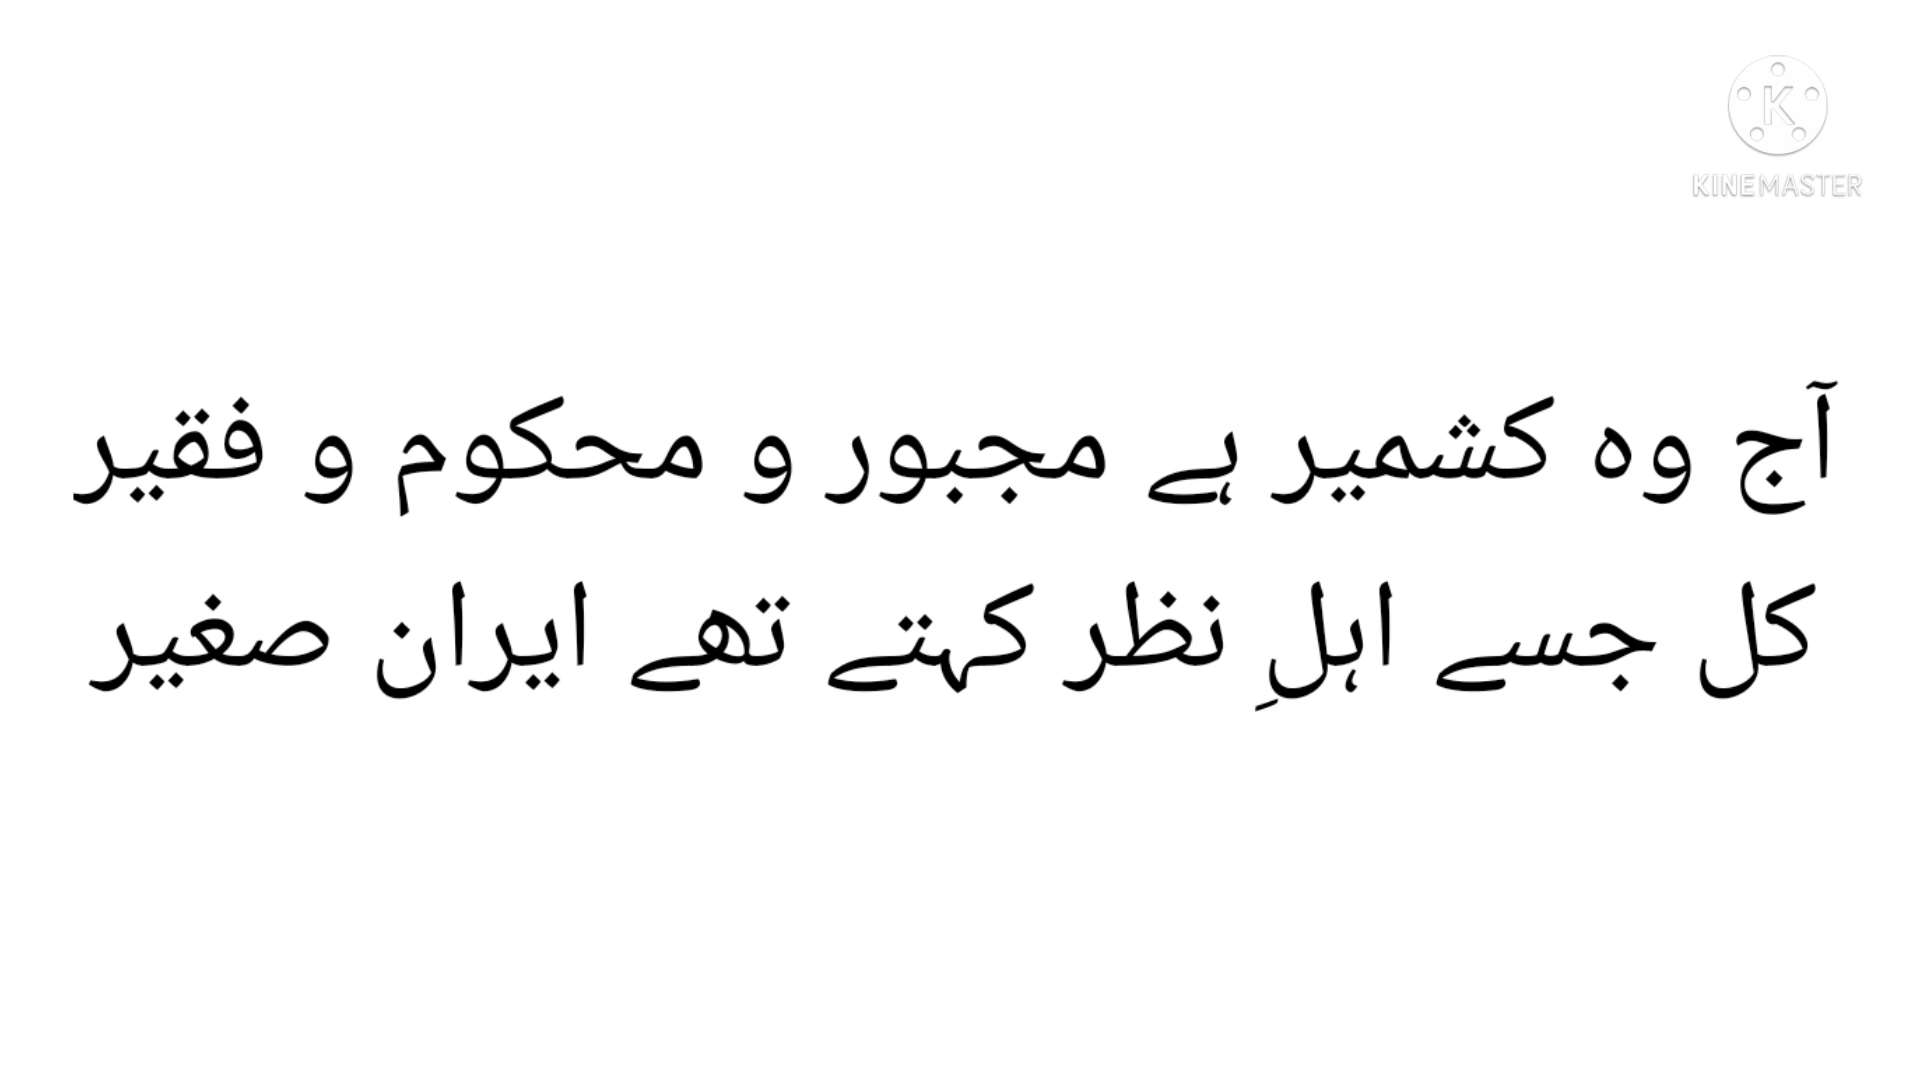 KINEMASTER
آج وہ کشمیر ہے مجبور و محکوم و فقیر
کل جسے اہلِ نظر کہتے تھے ایران صغیر